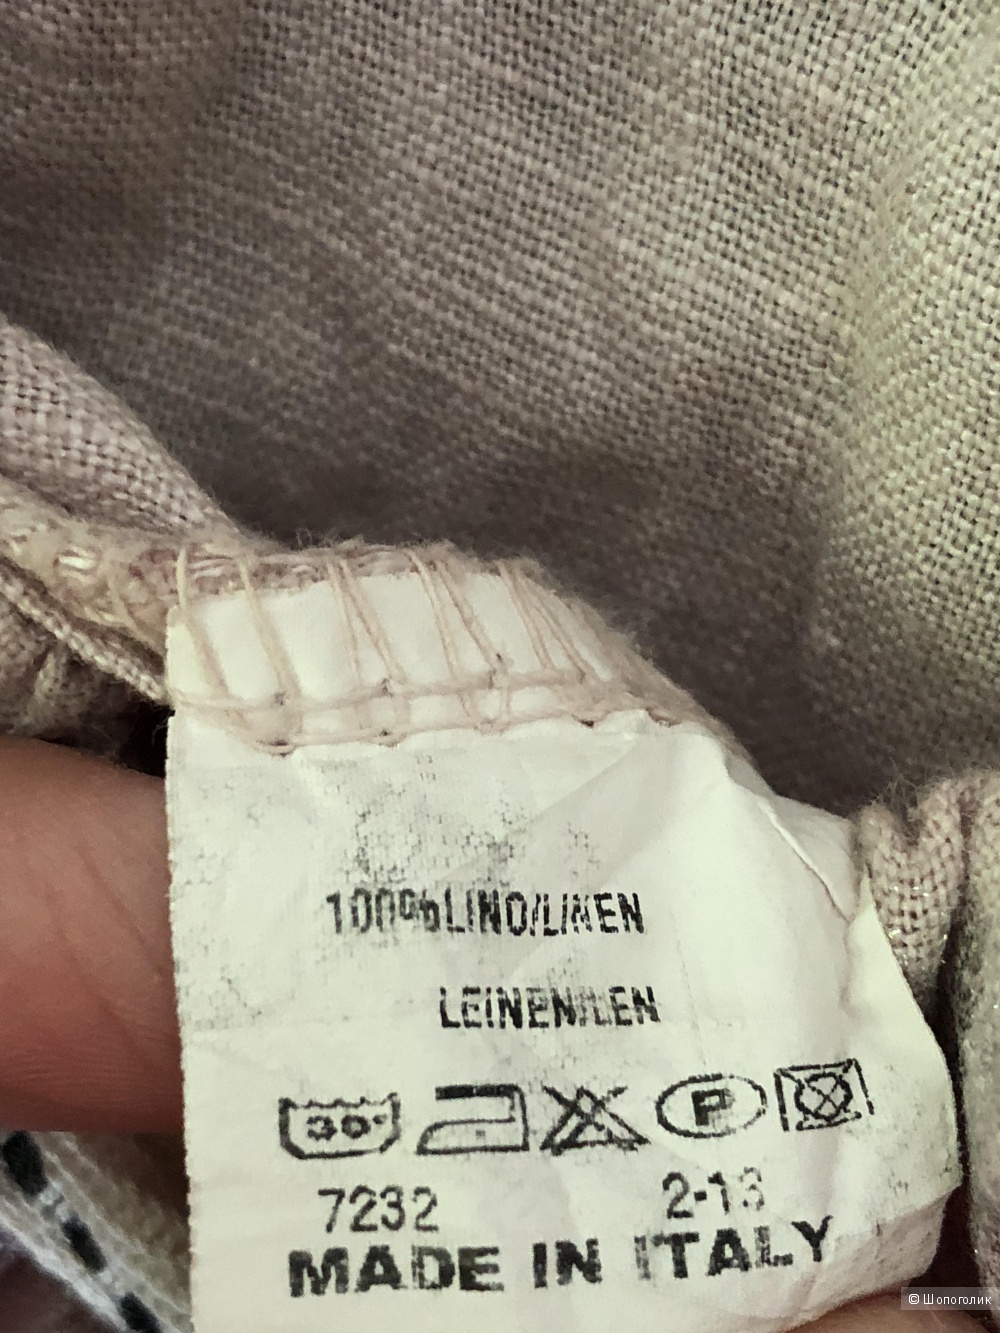 100%LINO/LINEN
LEINEN/LEN
30°
P
7232 2-13
MADE IN ITALY
© Шопоголик